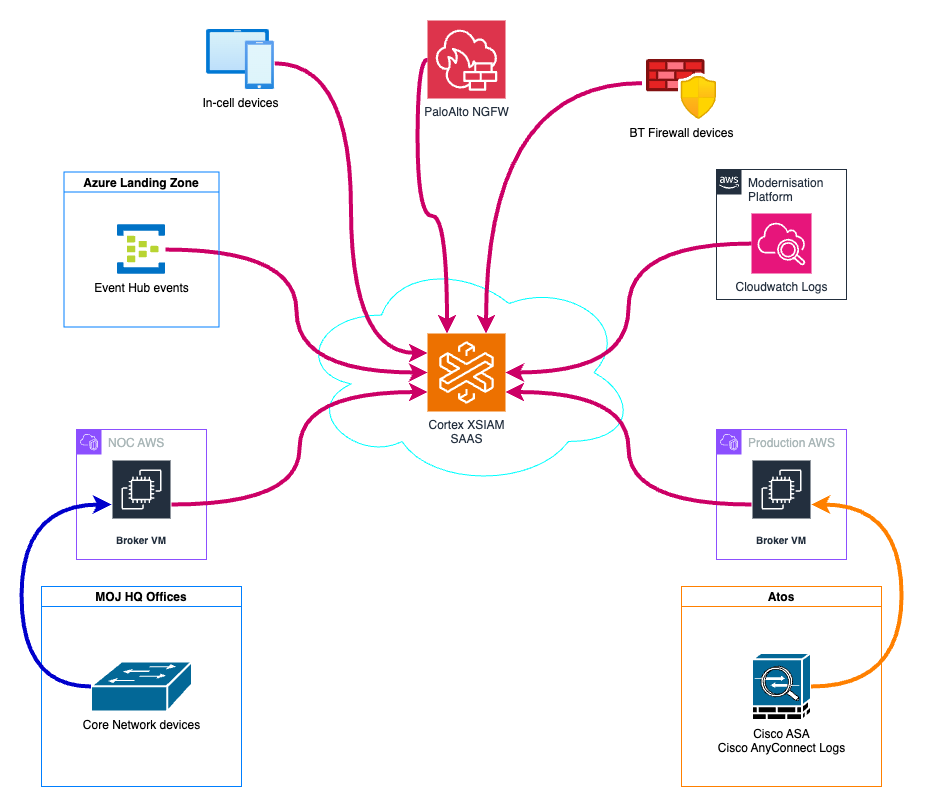 In-cell devices
PaloAlto NGFW
BT Firewall devices
Azure Landing Zone
Event Hub events
aws
Modernisation
Platform
Cloudwatch Logs
Cortex XSIAM
SAAS
NOC AWS
Broker VM
Production AWS
Broker VM
MOJ HQ Offices
Core Network devices
Atos
Cisco ASA
Cisco AnyConnect Logs